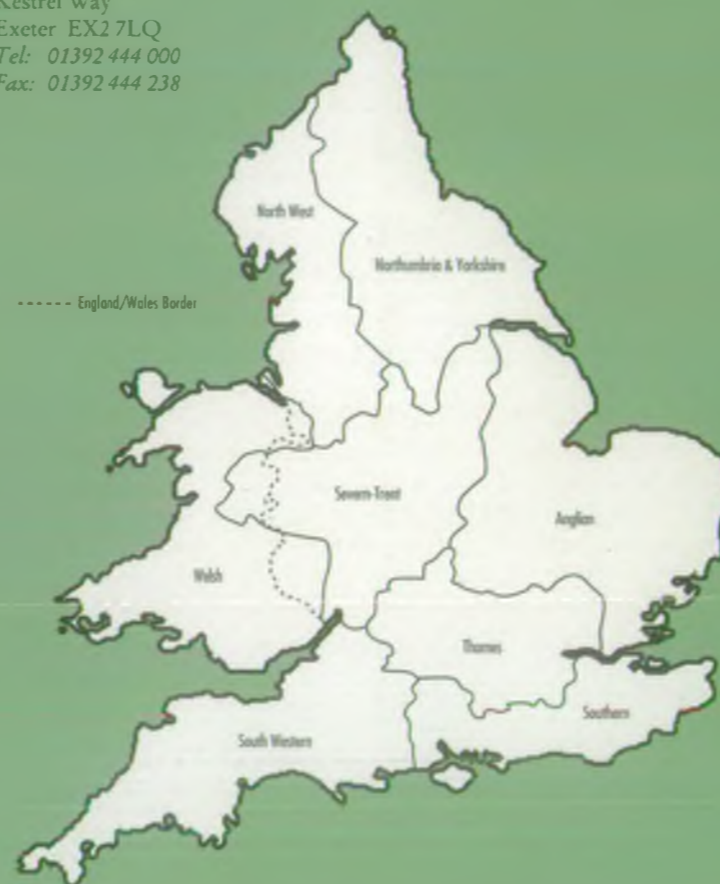 Kestrel Way
Exeter EX2 7LQ
Tel: 01392 444 000
Fax: 01392 444 238
North West
Northumbria & Yorkshire
------ England/Wales Border
Severn-Trent
Anglian
Welsh
Thames
Southern
South Western